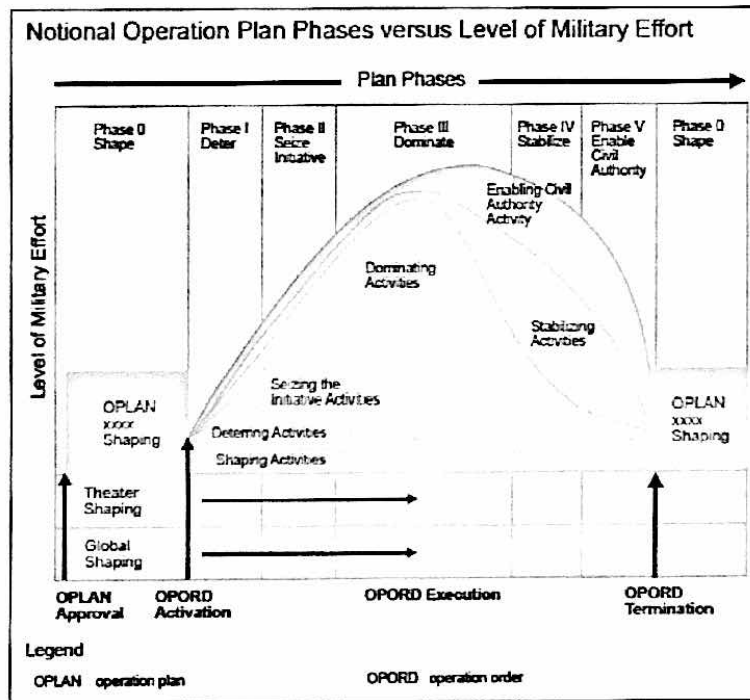 Notional Operation Plan Phases versus Level of Military Effort
Plan Phases
Phase 0
Shape
Phase I
Deter
Phase II
Seize
Initiative
Phase III
Dominate
Phase IV
Stabilize
Phase V
Enable
Civil
Authority
Phase 0
Shape
Level of Military Effort
Enabling Civil
Authority
Activity
Dominating
Activities
Stabilizing
Activities
Seizing the
Initiative Activities
OPLAN
xxxx
Shaping
Deterring Activities
Shaping Activities
OPLAN
xxxx
Shaping
Theater
Shaping
Global
Shaping
OPLAN
Approval
OPORD
Activation
OPORD Execution
OPORD
Termination
Legend
OPLAN operation plan
OPORD operation order